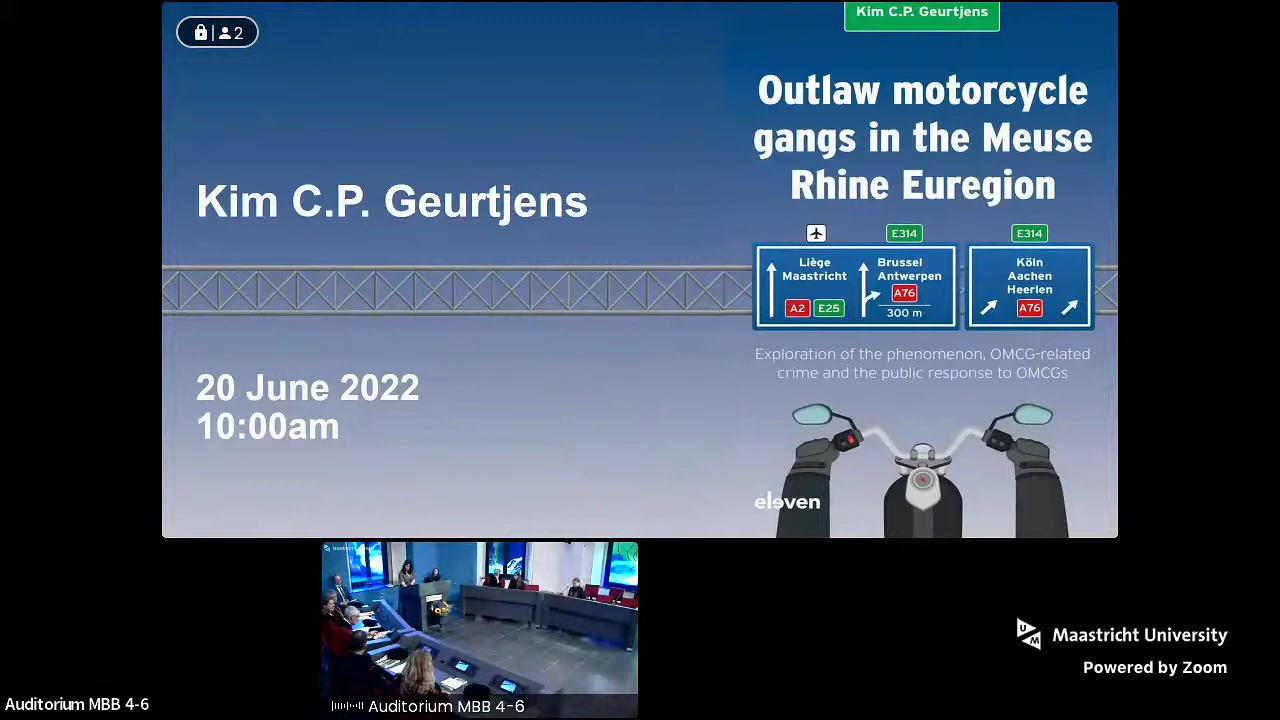 2
Kim C.P. Geurtjens
Outlaw motorcycle
gangs in the Meuse
Rhine Euregion
Kim C.P. Geurtjens
E314
E314
Liège
Maastricht
A2 E25
Brussel
Antwerpen
A76
300 m
Köln
Aachen
Heerlen
A76
Exploration of the phenomenon, OMCG-related
crime and the public response to OMCGs
20 June 2022
10:00am
eleven
Auditorium MBB 4-6
UM
Maastricht University
Powered by Zoom
Auditorium MBB 4-6